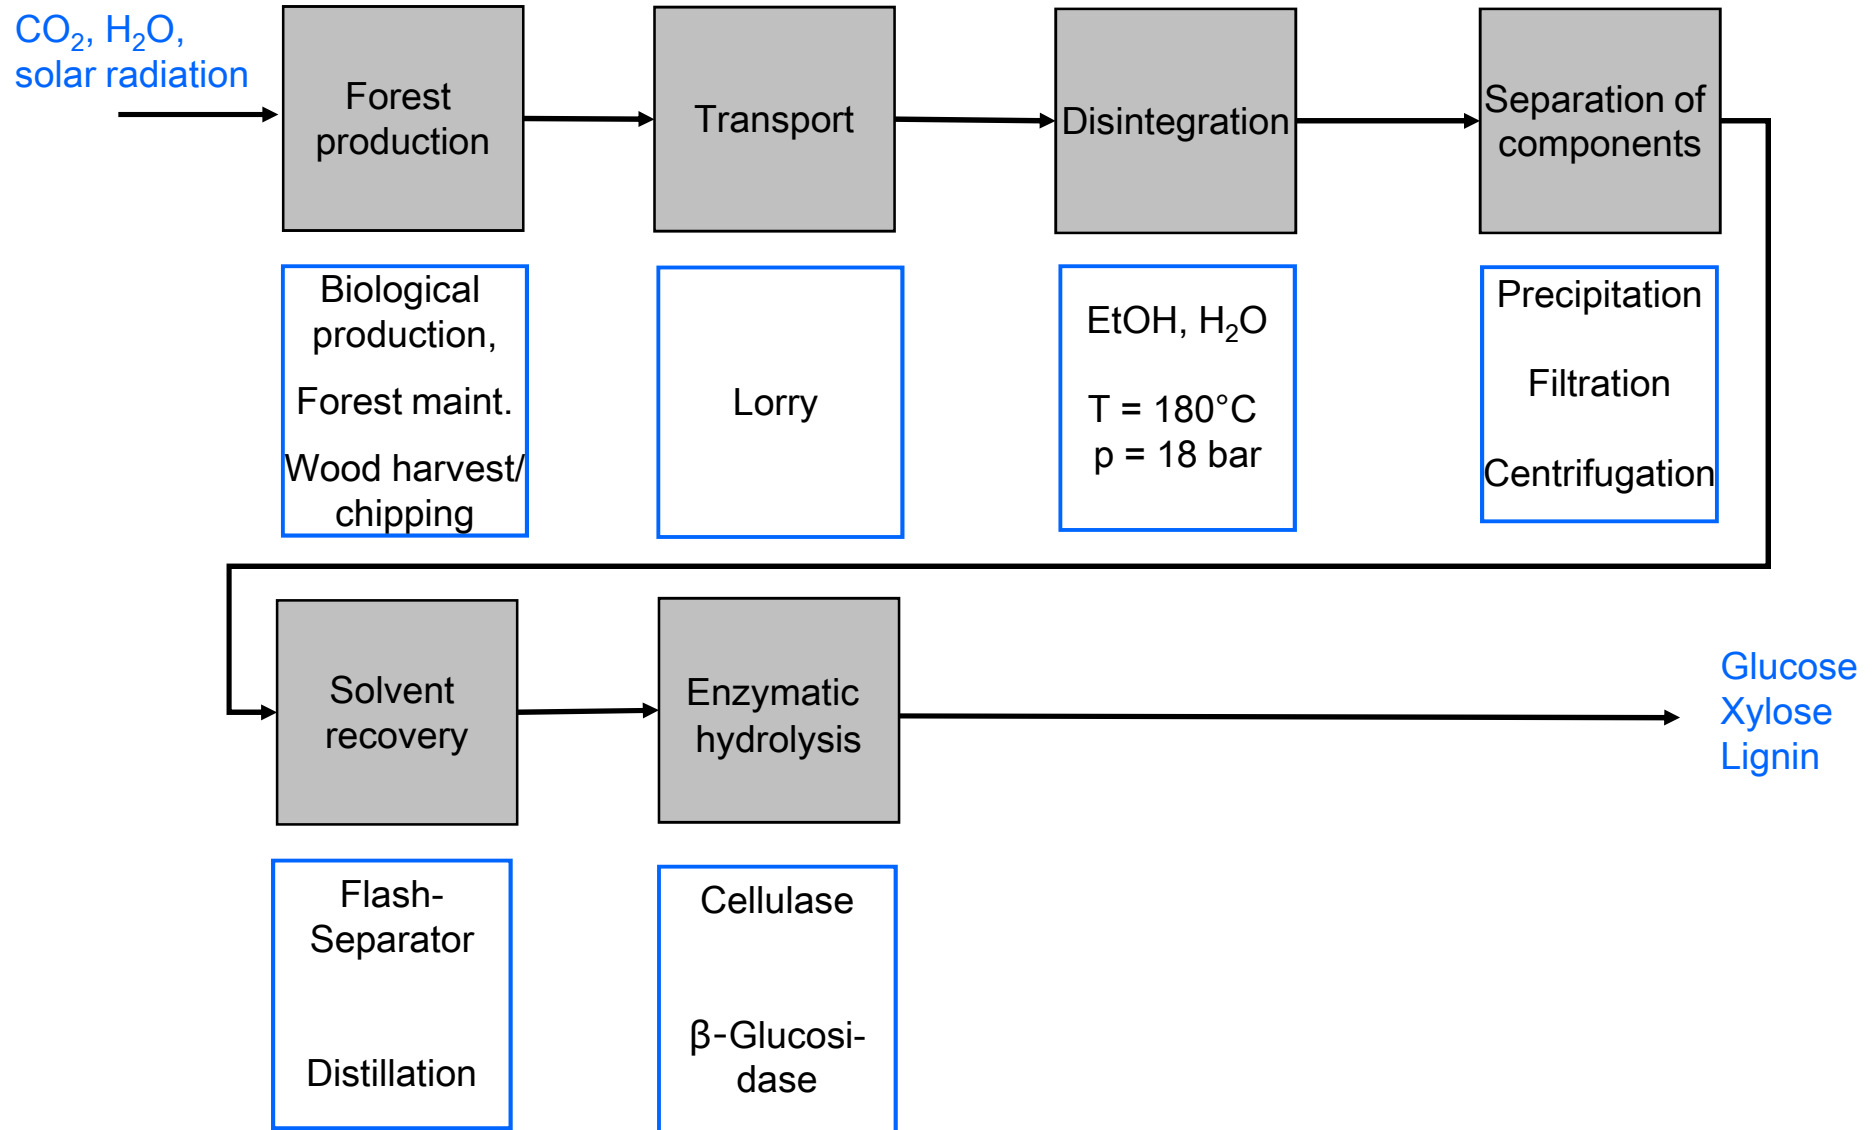 CO₂, H₂O,
solar radiation
Forest
production
Transport
Disintegration
Separation of
components
Biological
production,
Forest maint.
Wood harvest/
chipping
Lorry
EtOH, H₂O
T = 180°C
p = 18 bar
Precipitation
Filtration
Centrifugation
Solvent
recovery
Enzymatic
hydrolysis
Glucose
Xylose
Lignin
Flash-
Separator
Distillation
Cellulase
β-Glucosi-
dase